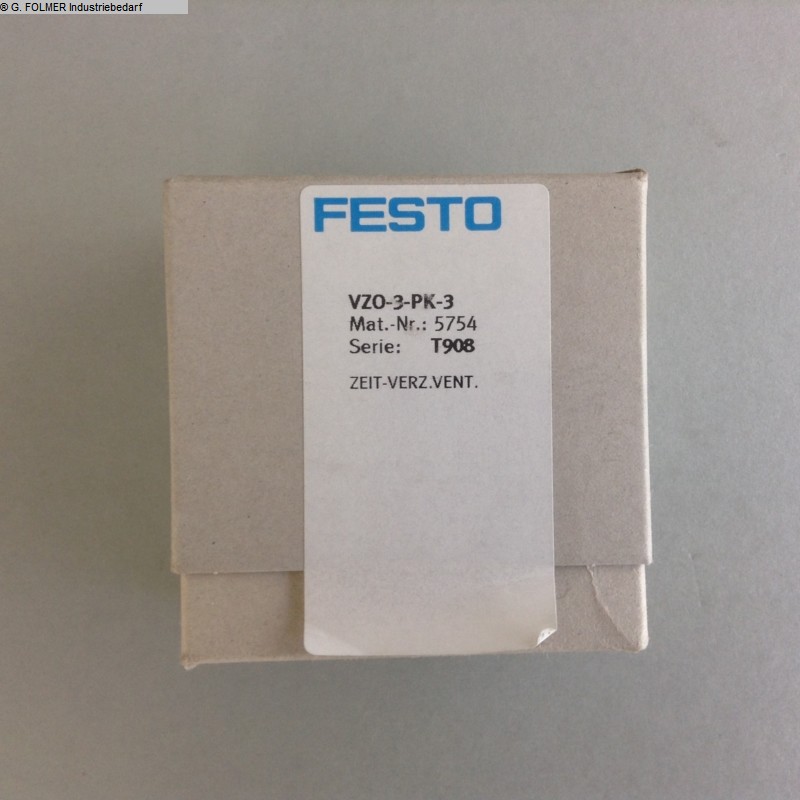 ® G. FOLMER Industriebedarf
FESTO
VZO-3-PK-3
Mat.-Nr.: 5754
Serie: T908
ZEIT-VERZ.VENT.